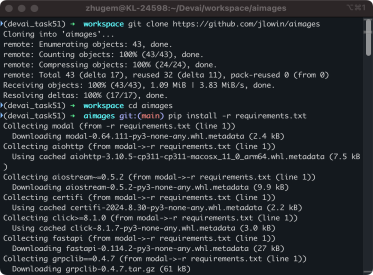 zhugem@KL-24598:~/Devai/workspace/aimages
(devai_task51) ➜ workspace git clone https://github.com/jlowin/aimages
Cloning into 'aimages'...
remote: Enumerating objects: 43, done.
remote: Counting objects: 100% (43/43), done.
remote: Compressing objects: 100% (24/24), done.
remote: Total 43 (delta 17), reused 32 (delta 11), pack-reused 0 (from 0)
Receiving objects: 100% (43/43), 1.09 MiB | 3.83 MiB/s, done.
Resolving deltas: 100% (17/17), done.
(devai_task51) ➜ workspace cd aimages
(devai_task51) ➜ aimages git:(main) pip install -r requirements.txt
Collecting modal (from -r requirements.txt (line 1))
Downloading modal-0.64.111-py3-none-any.whl.metadata (2.4 kB)
Collecting aiohttp (from modal->-r requirements.txt (line 1))
Using cached aiohttp-3.10.5-cp311-cp311-macosx_11_0_arm64.whl.metadata (7.5 kB
)
Collecting aiostream~=0.5.2 (from modal->-r requirements.txt (line 1))
Downloading aiostream-0.5.2-py3-none-any.whl.metadata (9.9 kB)
Collecting certifi (from modal->-r requirements.txt (line 1))
Using cached certifi-2024.8.30-py3-none-any.whl.metadata (2.2 kB)
Collecting click>=8.1.0 (from modal->-r requirements.txt (line 1))
Using cached click-8.1.7-py3-none-any.whl.metadata (3.0 kB)
Collecting fastapi (from modal->-r requirements.txt (line 1))
Downloading fastapi-0.114.2-py3-none-any.whl.metadata (27 kB)
Collecting grpclib==0.4.7 (from modal->-r requirements.txt (line 1))
Downloading grpclib-0.4.7.tar.gz (61 kB)